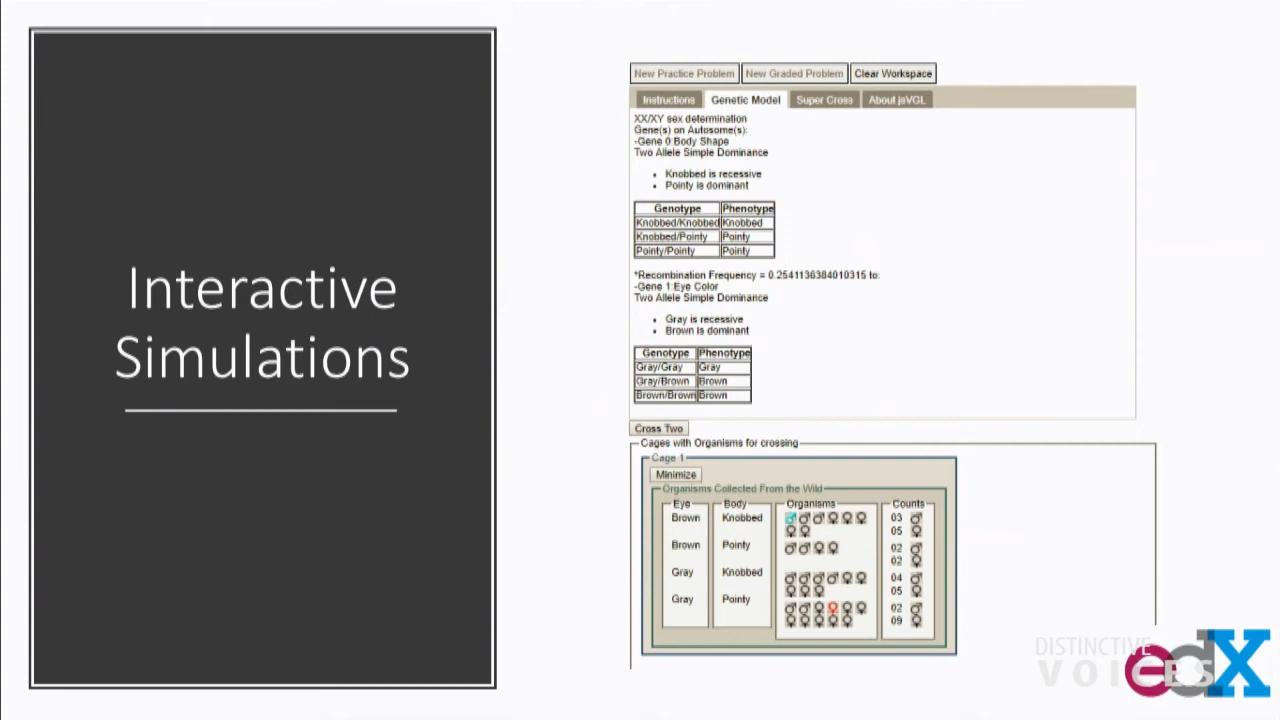 Interactive
Simulations
New Practice Problem New Graded Problem Clear Workspace
Instructions Genetic Model Super Cross About jsVGL
XX/XY sex determination
Gene(s) on Autosome(s):
-Gene 0:Body Shape
Two Allele Simple Dominance
• Knobbed is recessive
• Pointy is dominant
Genotype Phenotype
Knobbed/Knobbed Knobbed
Knobbed/Pointy Pointy
Pointy/Pointy Pointy
*Recombination Frequency = 0.2541136384010315 to:
-Gene 1:Eye Color
Two Allele Simple Dominance
• Gray is recessive
• Brown is dominant
Genotype Phenotype
Gray/Gray Gray
Gray/Brown Brown
Brown/Brown Brown
Cross Two
Cages with Organisms for crossing
Cage 1
Minimize
Organisms Collected From the Wild
Eye Body Organisms Counts
Brown Knobbed ♂♂♂♀♀♀ 03 ♂
♀♀ 05 ♀
Brown Pointy ♂♂♀♀ 02 ♂
02 ♀
Gray Knobbed ♂♂♂♂♀♀ 04 ♂
♀♀♀ 05 ♀
Gray Pointy ♂♂♀♀♀♀ 02 ♂
♀♀♀♀♀ 09 ♀
DISTINCTIVE
VOICES
edX